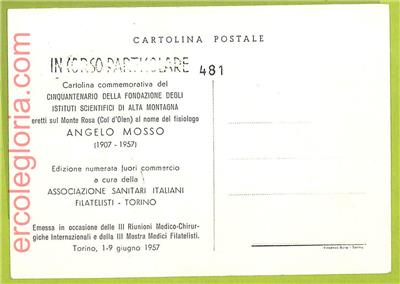 CARTOLINA POSTALE
IN CORSO PARTICOLARE 481
Cartolina commemorativa del
CINQUANTENARIO DELLA FONDAZIONE DEGLI
ISTITUTI SCIENTIFICI DI ALTA MONTAGNA
eretti sul Monte Rosa (Col d'Olen) al nome del fisiologo
ANGELO MOSSO
(1907 - 1957)
Edizione numerata fuori commercio
a cura della
ASSOCIAZIONE SANITARI ITALIANI
FILATELISTI - TORINO
Emessa in occasione delle III Riunioni Medico-Chirur-
giche Internazionali e della III Mostra Medici Filatelisti.
Torino, 1-9 giugno 1957
ercolegloria.com